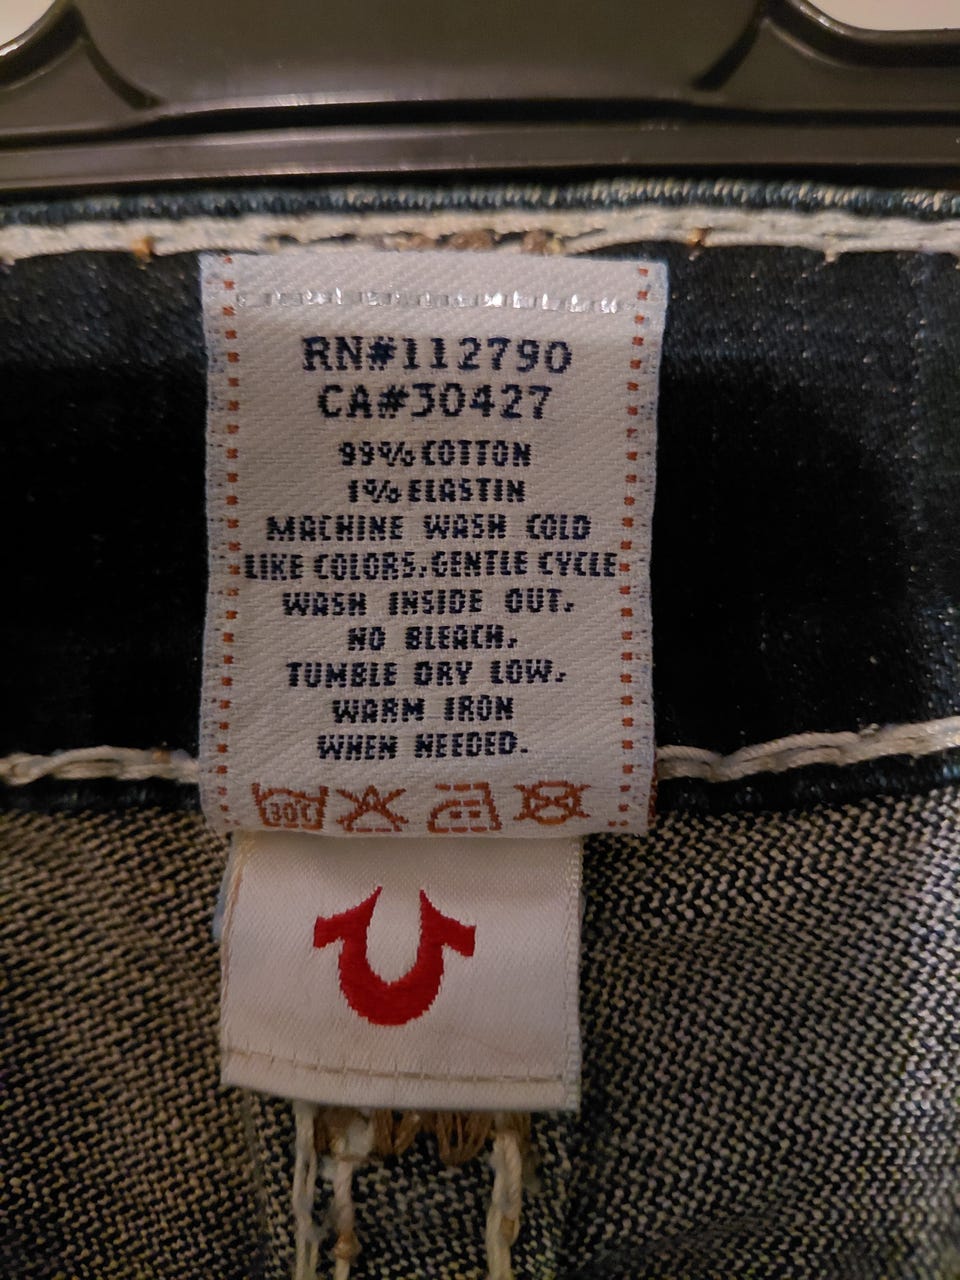 RN#112790
CA#30427
99% COTTON
1% ELASTIN
MACHINE WASH COLD
LIKE COLORS.GENTLE CYCLE
WASH INSIDE OUT.
NO BLEACH.
TUMBLE DRY LOW.
WARM IRON
WHEN NEEDED.
30C